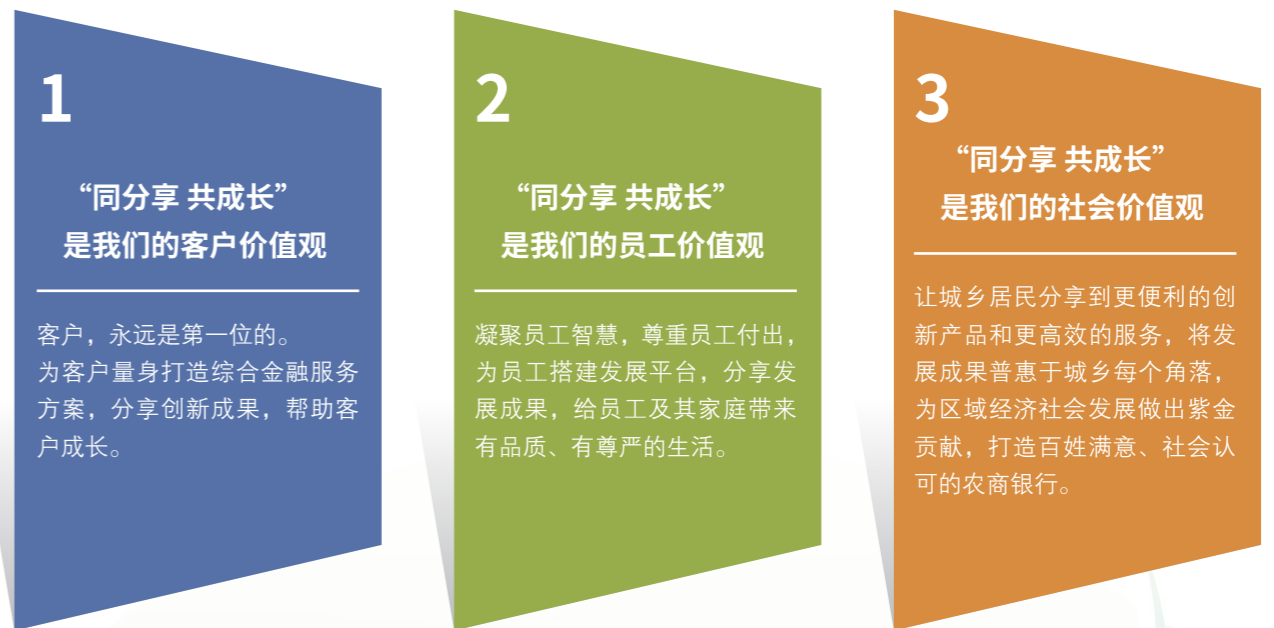 1
“同分享 共成长”
是我们的客户价值观
客户，永远是第一位的。
为客户量身打造综合金融服务
方案，分享创新成果，帮助客
户成长。
2
“同分享 共成长”
是我们的员工价值观
凝聚员工智慧，尊重员工付出，
为员工搭建发展平台，分享发
展成果，给员工及其家庭带来
有品质、有尊严的生活。
3
“同分享 共成长”
是我们的社会价值观
让城乡居民分享到更便利的创
新产品和更高效的服务，将发
展成果普惠于城乡每个角落，
为区域经济社会发展做出紫金
贡献，打造百姓满意、社会认
可的农商银行。